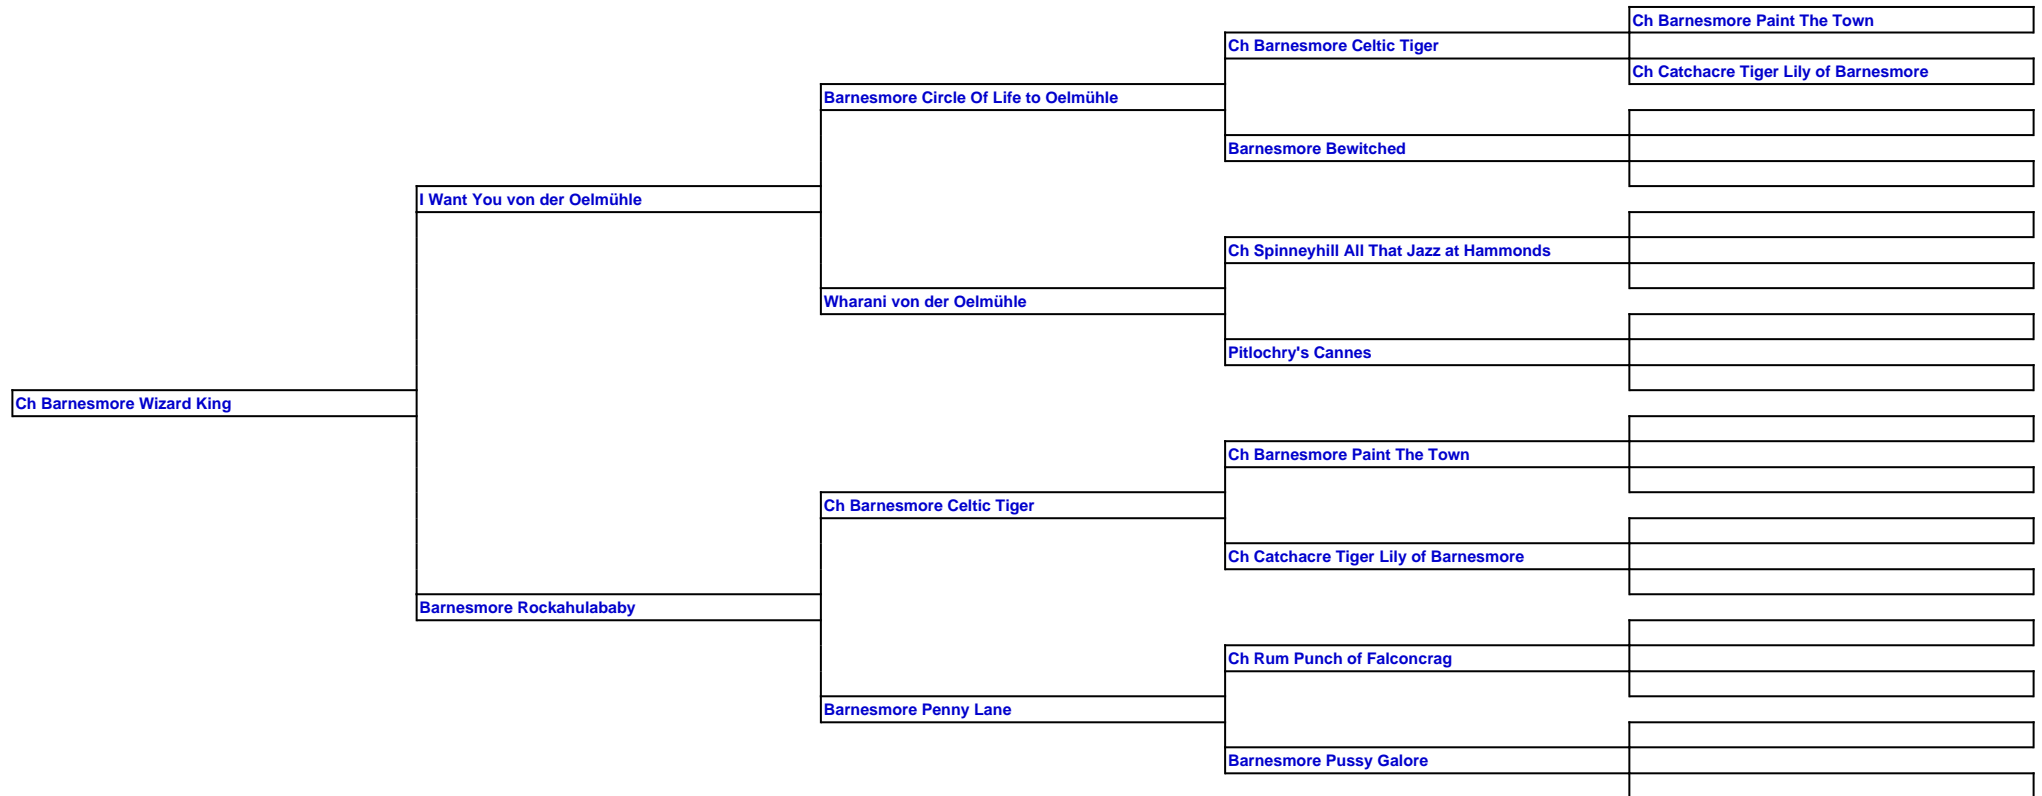 Ch Barnesmore Paint The Town
Ch Barnesmore Celtic Tiger
Ch Catchacre Tiger Lily of Barnesmore
Barnesmore Circle Of Life to Oelmühle
Barnesmore Bewitched
I Want You von der Oelmühle
Ch Spinneyhill All That Jazz at Hammonds
Wharani von der Oelmühle
Pitlochry's Cannes
Ch Barnesmore Wizard King
Ch Barnesmore Paint The Town
Ch Barnesmore Celtic Tiger
Ch Catchacre Tiger Lily of Barnesmore
Barnesmore Rockahulababy
Ch Rum Punch of Falconcrag
Barnesmore Penny Lane
Barnesmore Pussy Galore